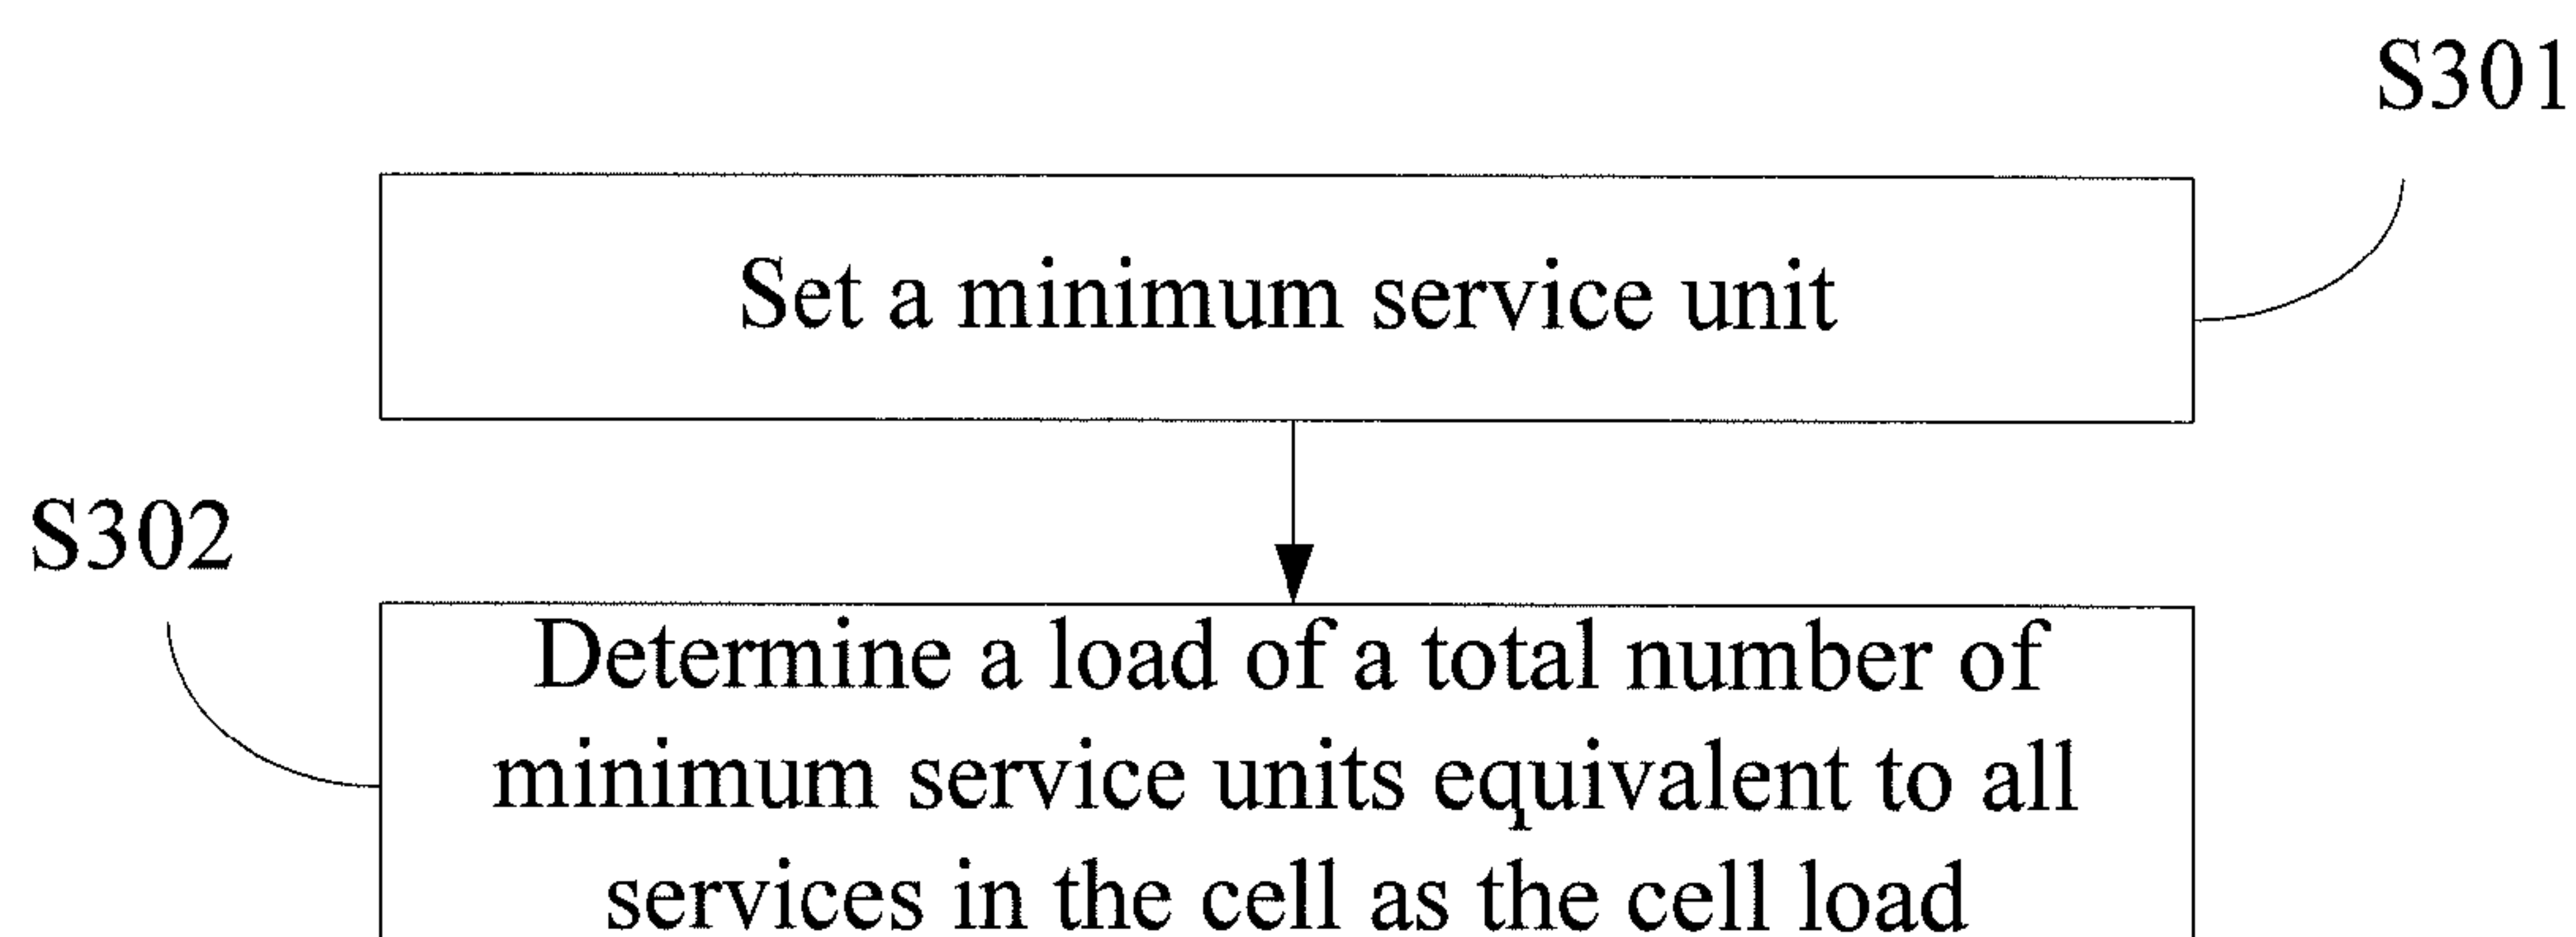 S301
Set a minimum service unit
S302
Determine a load of a total number of
minimum service units equivalent to all
services in the cell as the cell load